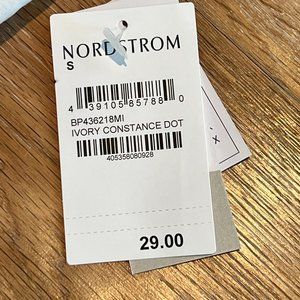 NORDSTROM
S
4 39105 85788 0
BP436218MI
IVORY CONSTANCE DOT
405358080928
29.00
x